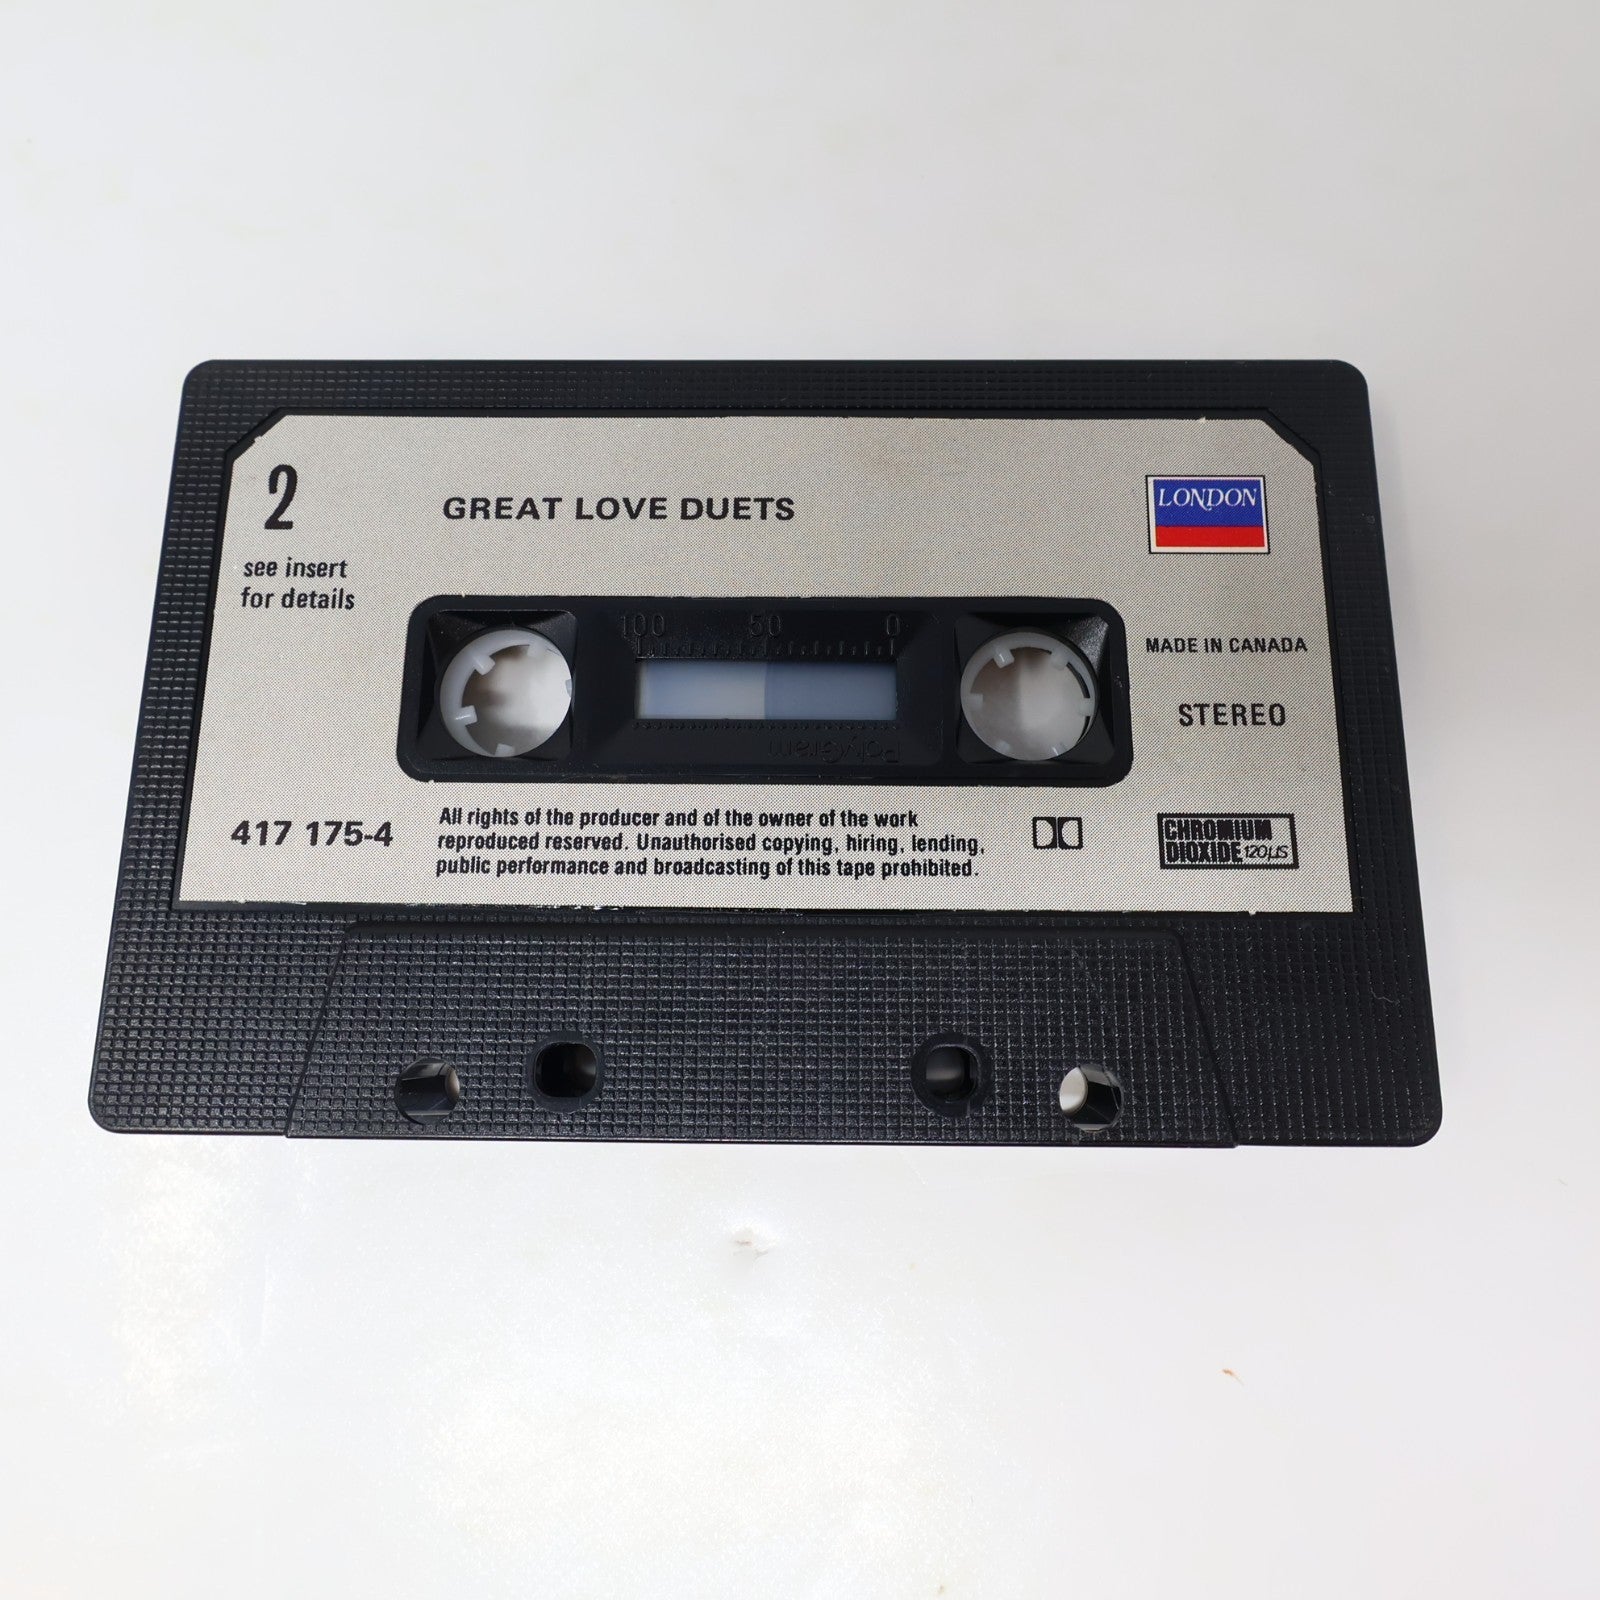 2
GREAT LOVE DUETS
LONDON
see insert
for details
100 50 0
MADE IN CANADA
STEREO
PolyGram
417 175-4
All rights of the producer and of the owner of the work
reproduced reserved. Unauthorised copying, hiring, lending,
public performance and broadcasting of this tape prohibited.
CHROMIUM
DIOXIDE 120µS